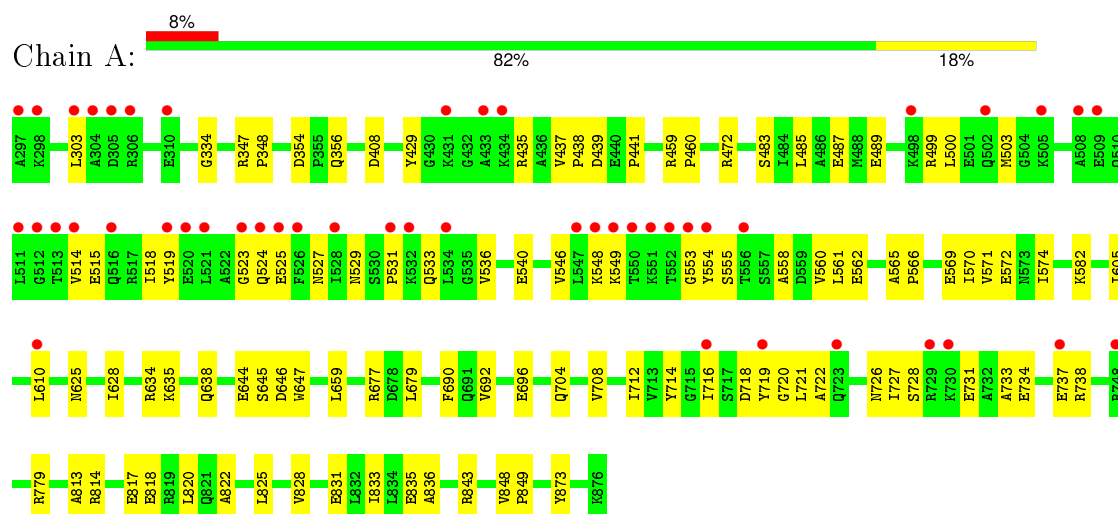 8%
Chain A:
82% 18%
A297 K298 L303 A304 D305 R306 E310 G334 R347 P348 D354 P355 Q356 D408 Y429 G430 K431 G432 A433 K434 R435 A436 V437 P438 D439 E440 P441 R459 P460 R472 S483 I484 L485 A486 E487 M488 E489 K498 R499 L500 E501 Q502 M503 G504 K505 A508 E509
L511 G512 T513 V514 E515 Q516 R517 I518 Y519 E520 L521 A522 G523 Q524 E525 F526 N527 I528 N529 S530 P531 K532 Q533 L534 G535 V536 E540 V546 L547 K548 K549 T550 K551 T552 G553 Y554 S555 T556 S557 A558 D559 V560 L561 E562 A565 P566 E569 I570 V571 E572 N573 I574 K582 I605
L610 N625 I628 R634 K635 Q638 E644 S645 D646 W647 L659 R677 D678 L679 F690 Q691 V692 E696 Q704 V708 I712 V713 Y714 G715 I716 S717 D718 Y719 G720 L721 A722 Q723 N726 I727 S728 R729 K730 E731 A732 A733 E734 E737 R738
R779 A813 R814 E817 E818 R819 L820 Q821 A822 L825 V828 E831 L832 I833 L834 E835 A836 R843 V848 P849 Y873 K876